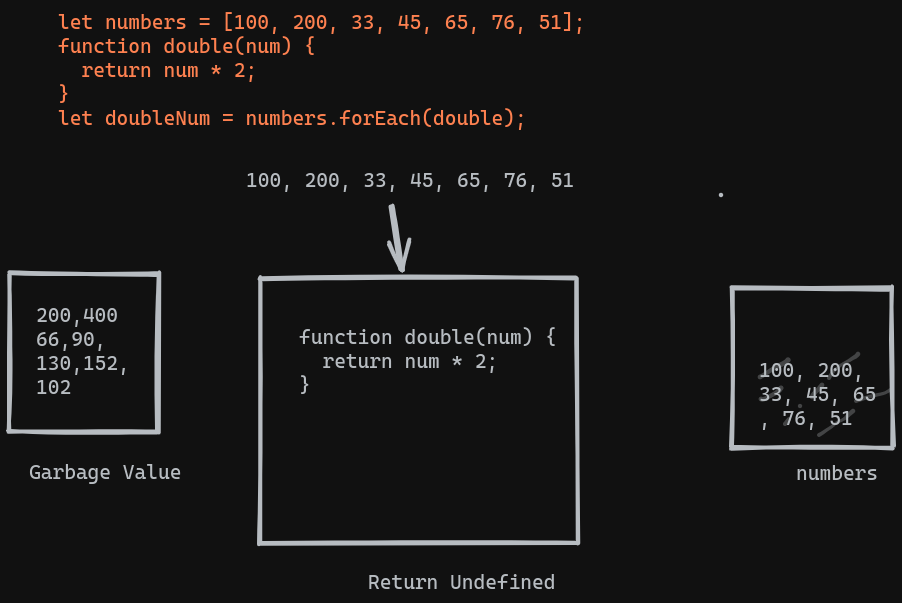 let numbers = [100, 200, 33, 45, 65, 76, 51];
function double(num) {
  return num * 2;
}
let doubleNum = numbers.forEach(double);
100, 200, 33, 45, 65, 76, 51
200,400
66,90,
130,152,
102
Garbage Value
function double(num) {
  return num * 2;
}
Return Undefined
100, 200,
33, 45, 65
, 76, 51
numbers